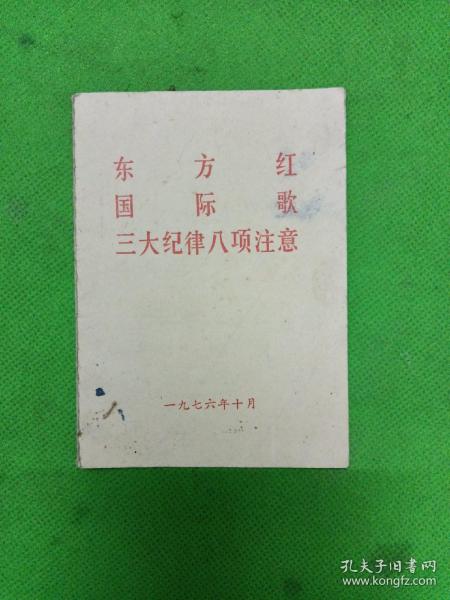 东方红
国际歌
三大纪律八项注意
一九七六年十月
孔夫子旧书网
www.kongfz.com